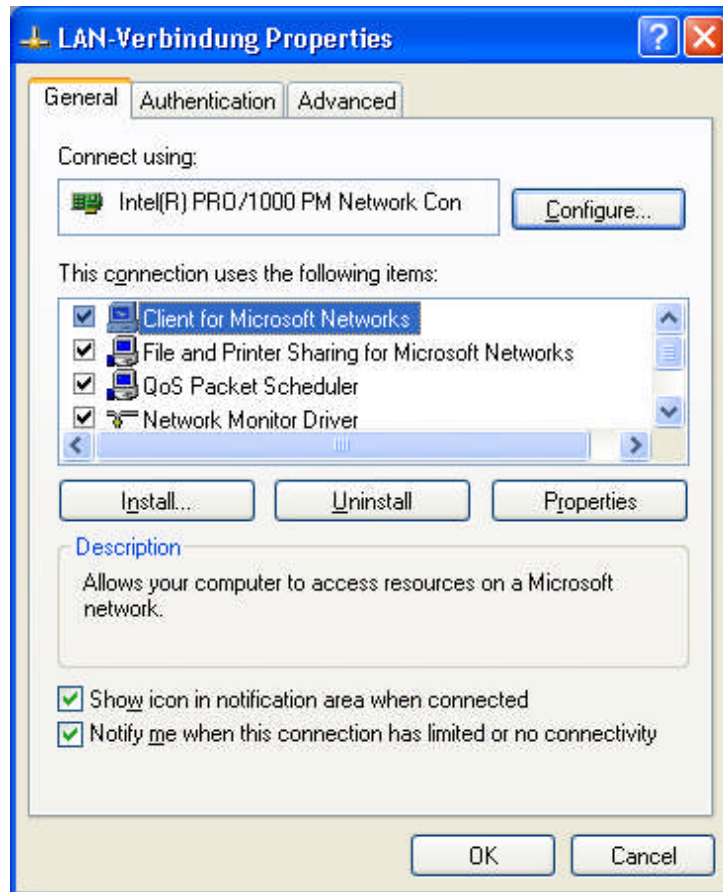 LAN-Verbindung Properties
General Authentication Advanced
Connect using:
Intel(R) PRO/1000 PM Network Con Configure...
This connection uses the following items:
Client for Microsoft Networks
File and Printer Sharing for Microsoft Networks
QoS Packet Scheduler
Network Monitor Driver
Install... Uninstall Properties
Description
Allows your computer to access resources on a Microsoft
network.
Show icon in notification area when connected
Notify me when this connection has limited or no connectivity
OK Cancel